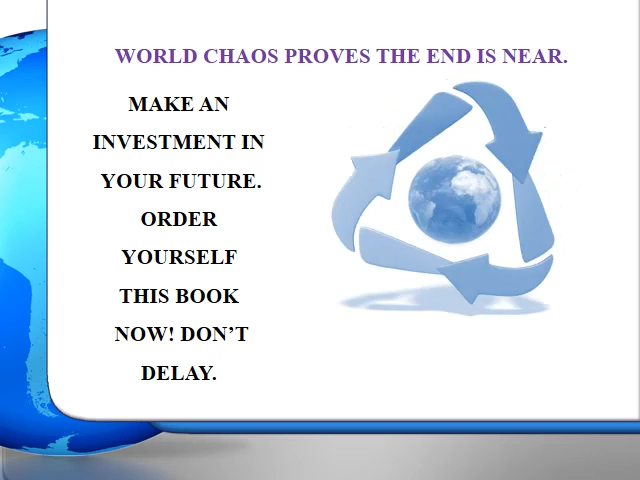 WORLD CHAOS PROVES THE END IS NEAR.
MAKE AN
INVESTMENT IN
YOUR FUTURE.
ORDER
YOURSELF
THIS BOOK
NOW! DON’T
DELAY.